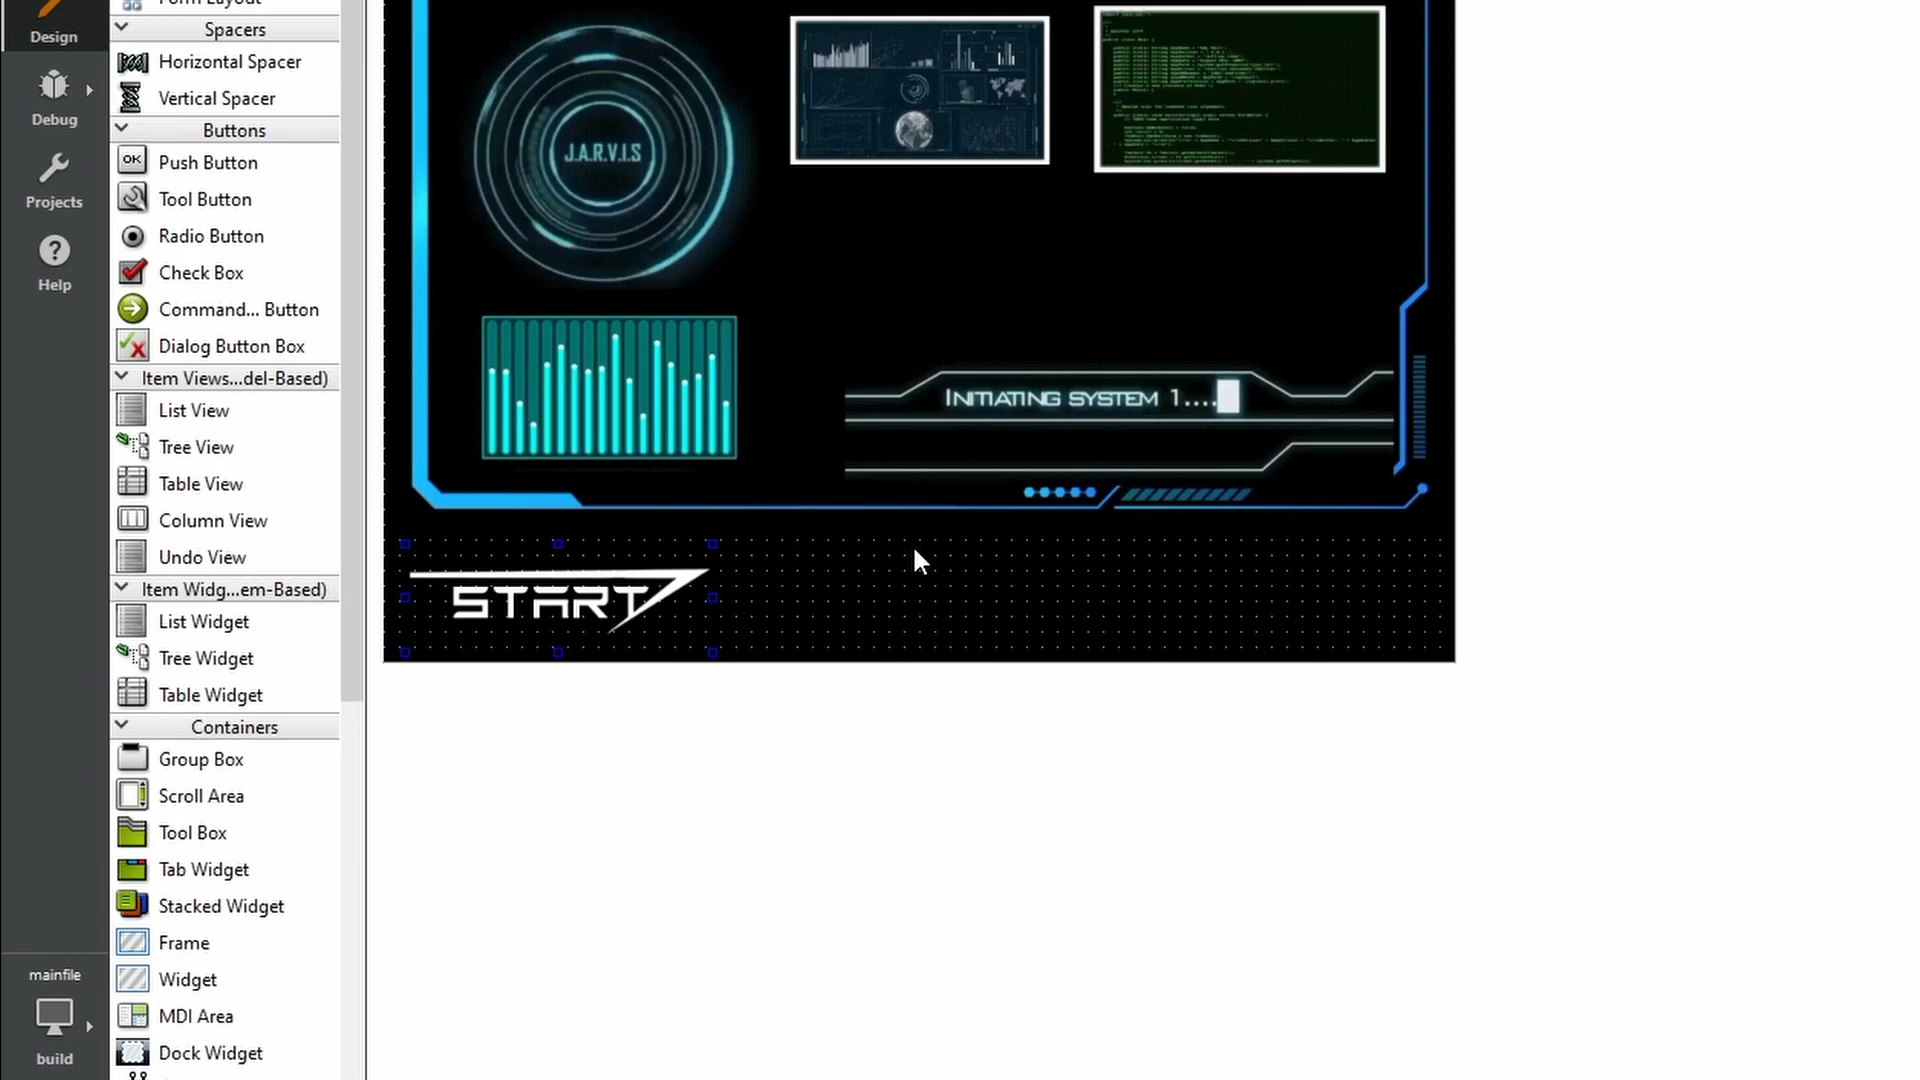 Design
Debug
Projects
Help
mainfile
build
Form Layout
Spacers
Horizontal Spacer
Vertical Spacer
Buttons
OK
Push Button
Tool Button
Radio Button
Check Box
Command... Button
Dialog Button Box
Item Views...del-Based)
List View
Tree View
Table View
Column View
Undo View
Item Widg...em-Based)
List Widget
Tree Widget
Table Widget
Containers
Group Box
Scroll Area
Tool Box
Tab Widget
Stacked Widget
Frame
Widget
MDI Area
Dock Widget
J.A.R.V.I.S
INITIATING SYSTEM 1....
START